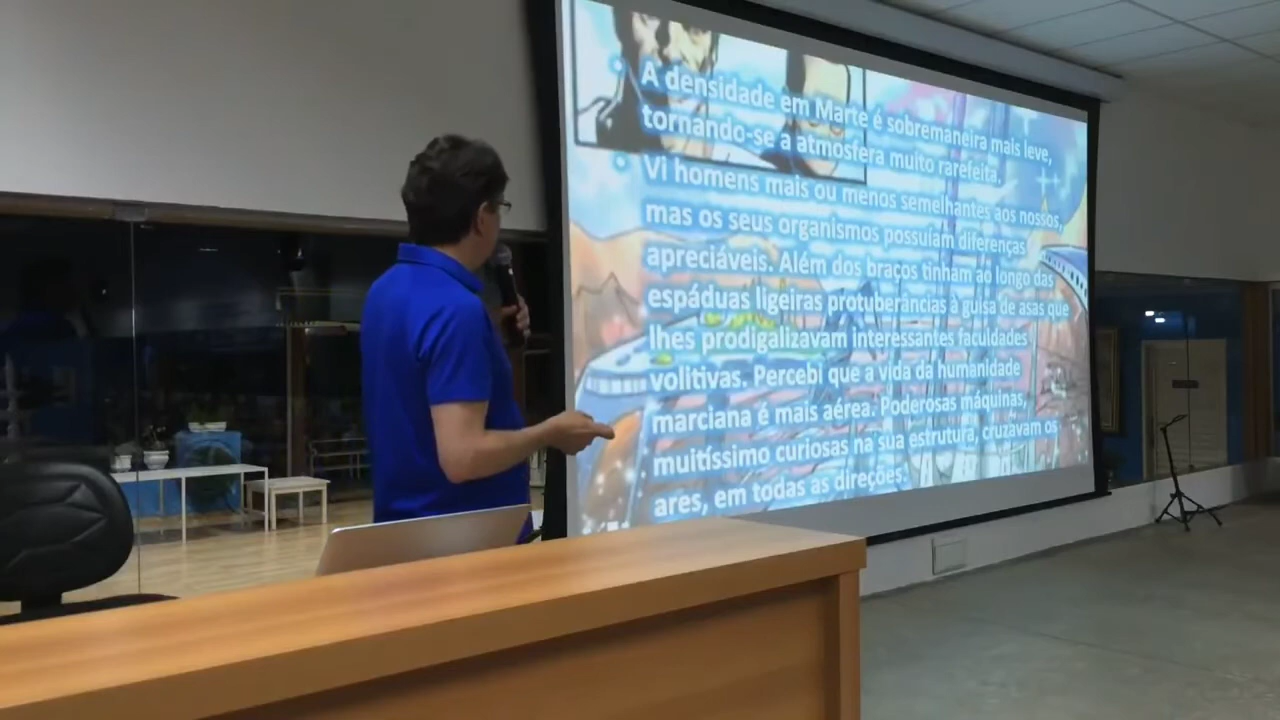 • A densidade em Marte é sobremaneira mais leve,
tornando-se a atmosfera muito rarefeita.
• Vi homens mais ou menos semelhantes aos nossos,
mas os seus organismos possuíam diferenças
apreciáveis. Além dos braços tinham ao longo das
espáduas ligeiras protuberâncias à guisa de asas que
lhes prodigalizavam interessantes faculdades
volitivas. Percebi que a vida da humanidade
marciana é mais aérea. Poderosas máquinas,
muitíssimo curiosas na sua estrutura, cruzavam os
ares, em todas as direções.